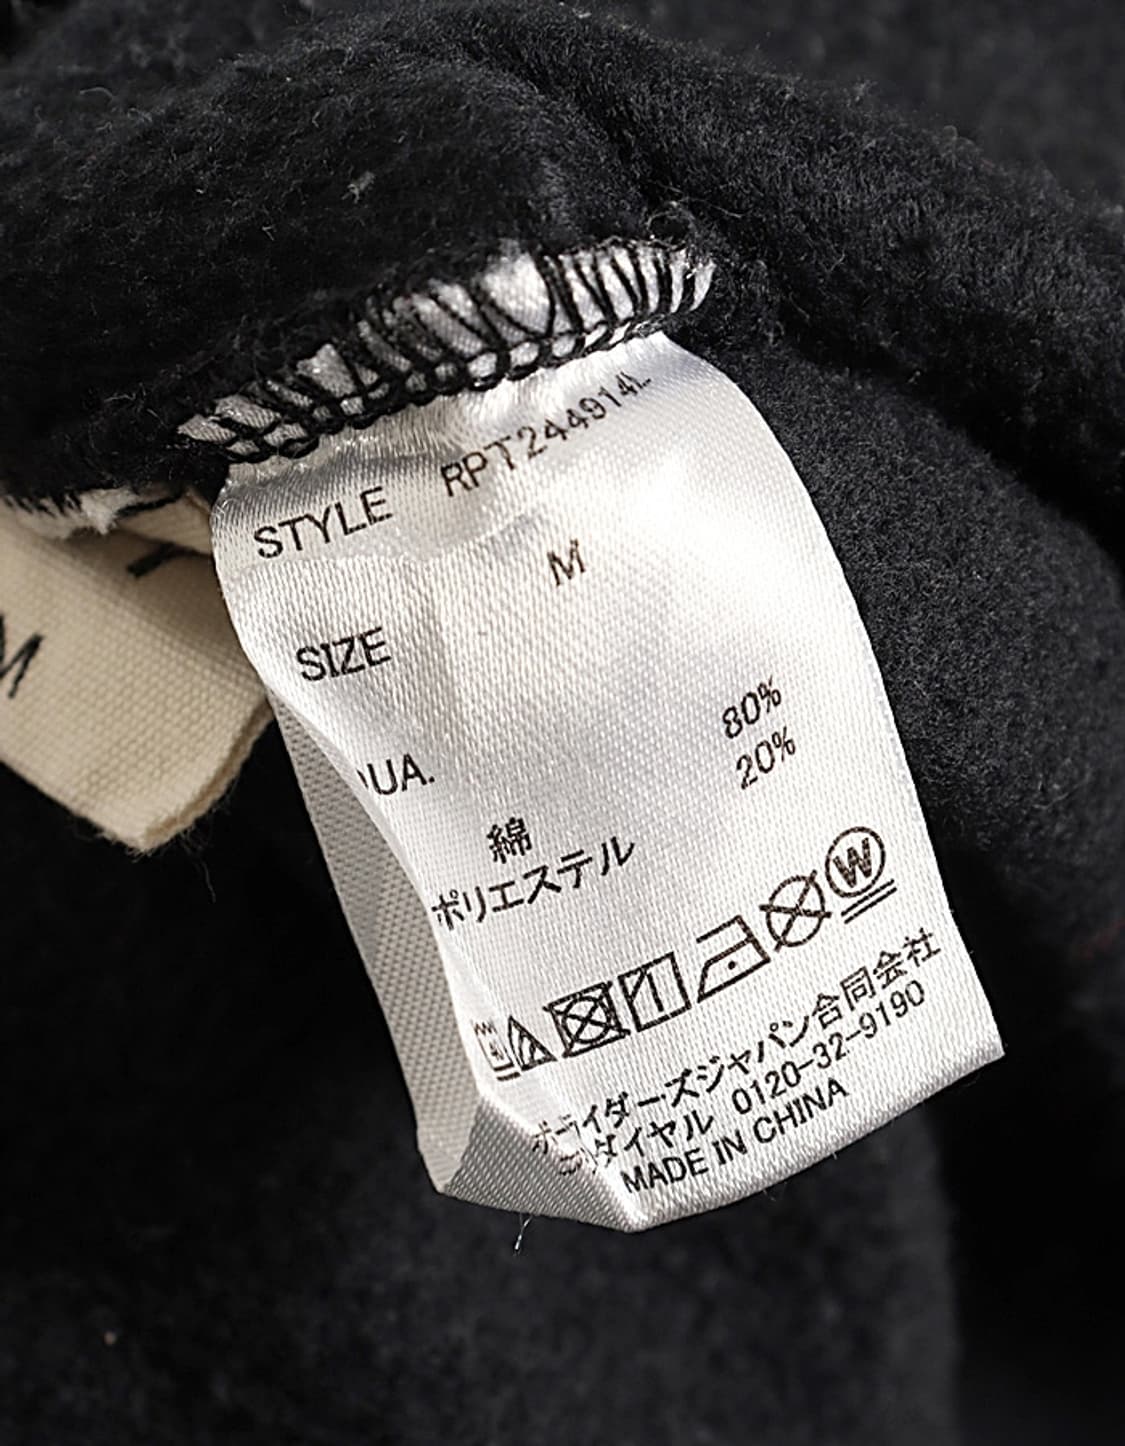 STYLE RPT244914L
M
SIZE
UA.
80%
20%
綿
ポリエステル
W
ライダーズジャパン合同会社
ダイヤル 0120-32-9190
MADE IN CHINA
M